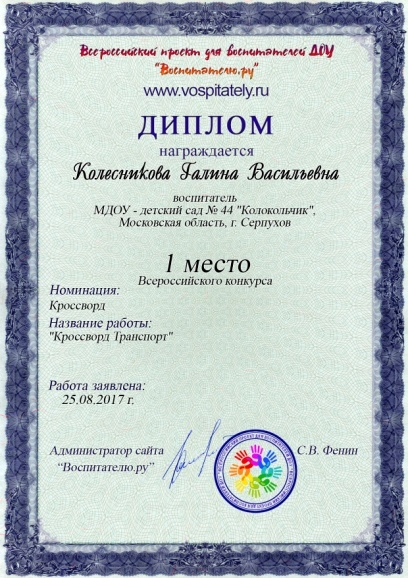 Всероссийский проект для воспитателей ДОУ
"Воспитателю.ру"
www.vospitately.ru
ДИПЛОМ
награждается
Колесникова Галина Васильевна
воспитатель
МДОУ - детский сад № 44 "Колокольчик",
Московская область, г. Серпухов
1 место
Всероссийского конкурса
Номинация:
Кроссворд
Название работы:
"Кроссворд Транспорт"
Работа заявлена:
25.08.2017 г.
Администратор сайта
"Воспитателю.ру"
С.В. Фенин